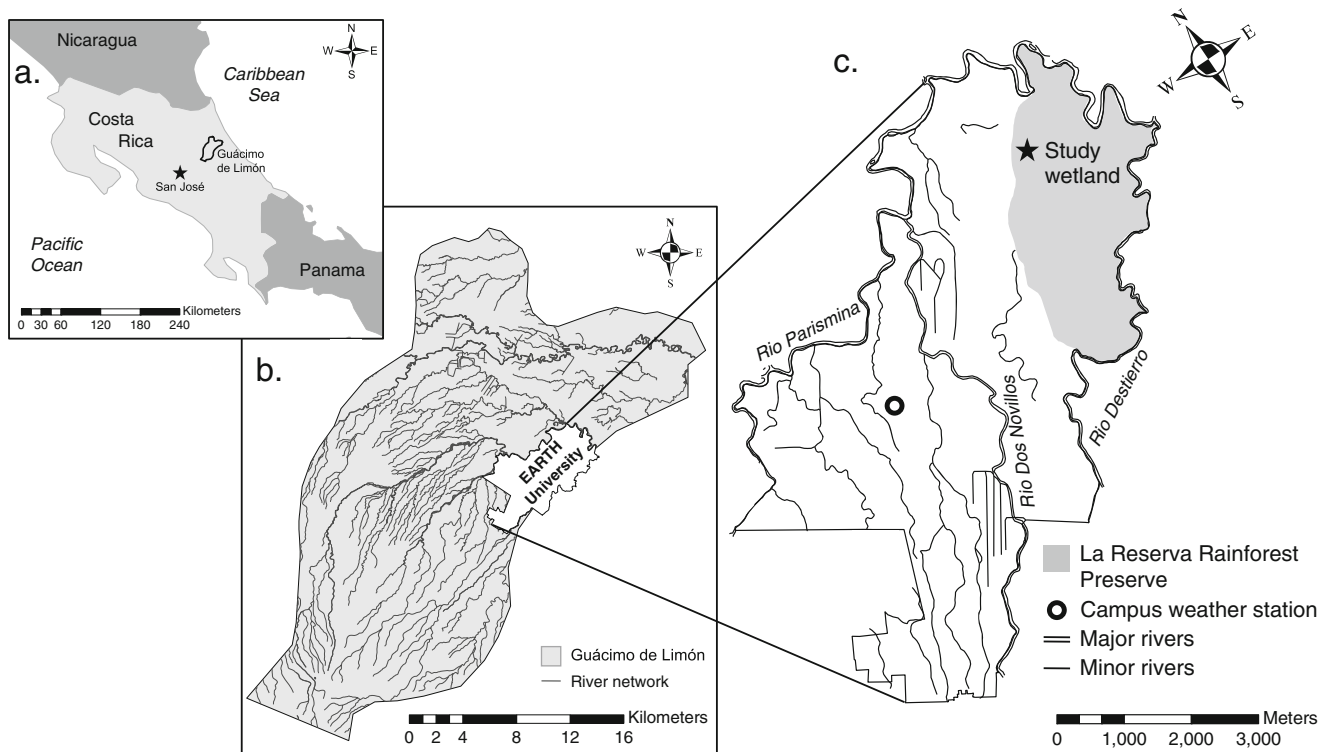 a.
Nicaragua
N
W E
S
Caribbean
Sea
Costa
Rica
Guácimo
de Limón
San José
Pacific
Ocean
Panama
Kilometers
0 30 60 120 180 240
b.
N
W E
S
EARTH
University
Guácimo de Limón
River network
Kilometers
0 2 4 8 12 16
c.
N
E
W
S
Study
wetland
Rio Parismina
Rio Dos Novillos
Rio Destierro
La Reserva Rainforest
Preserve
Campus weather station
Major rivers
Minor rivers
Meters
0 1,000 2,000 3,000